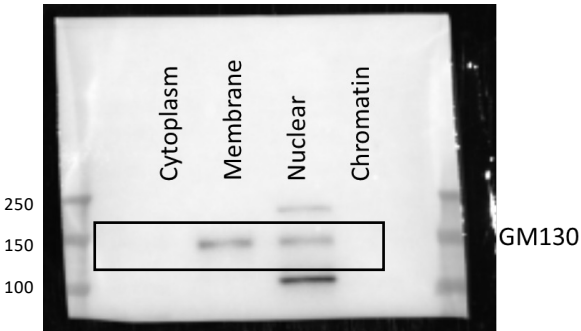 Cytoplasm
Membrane
Nuclear
Chromatin
250
150
100
GM130